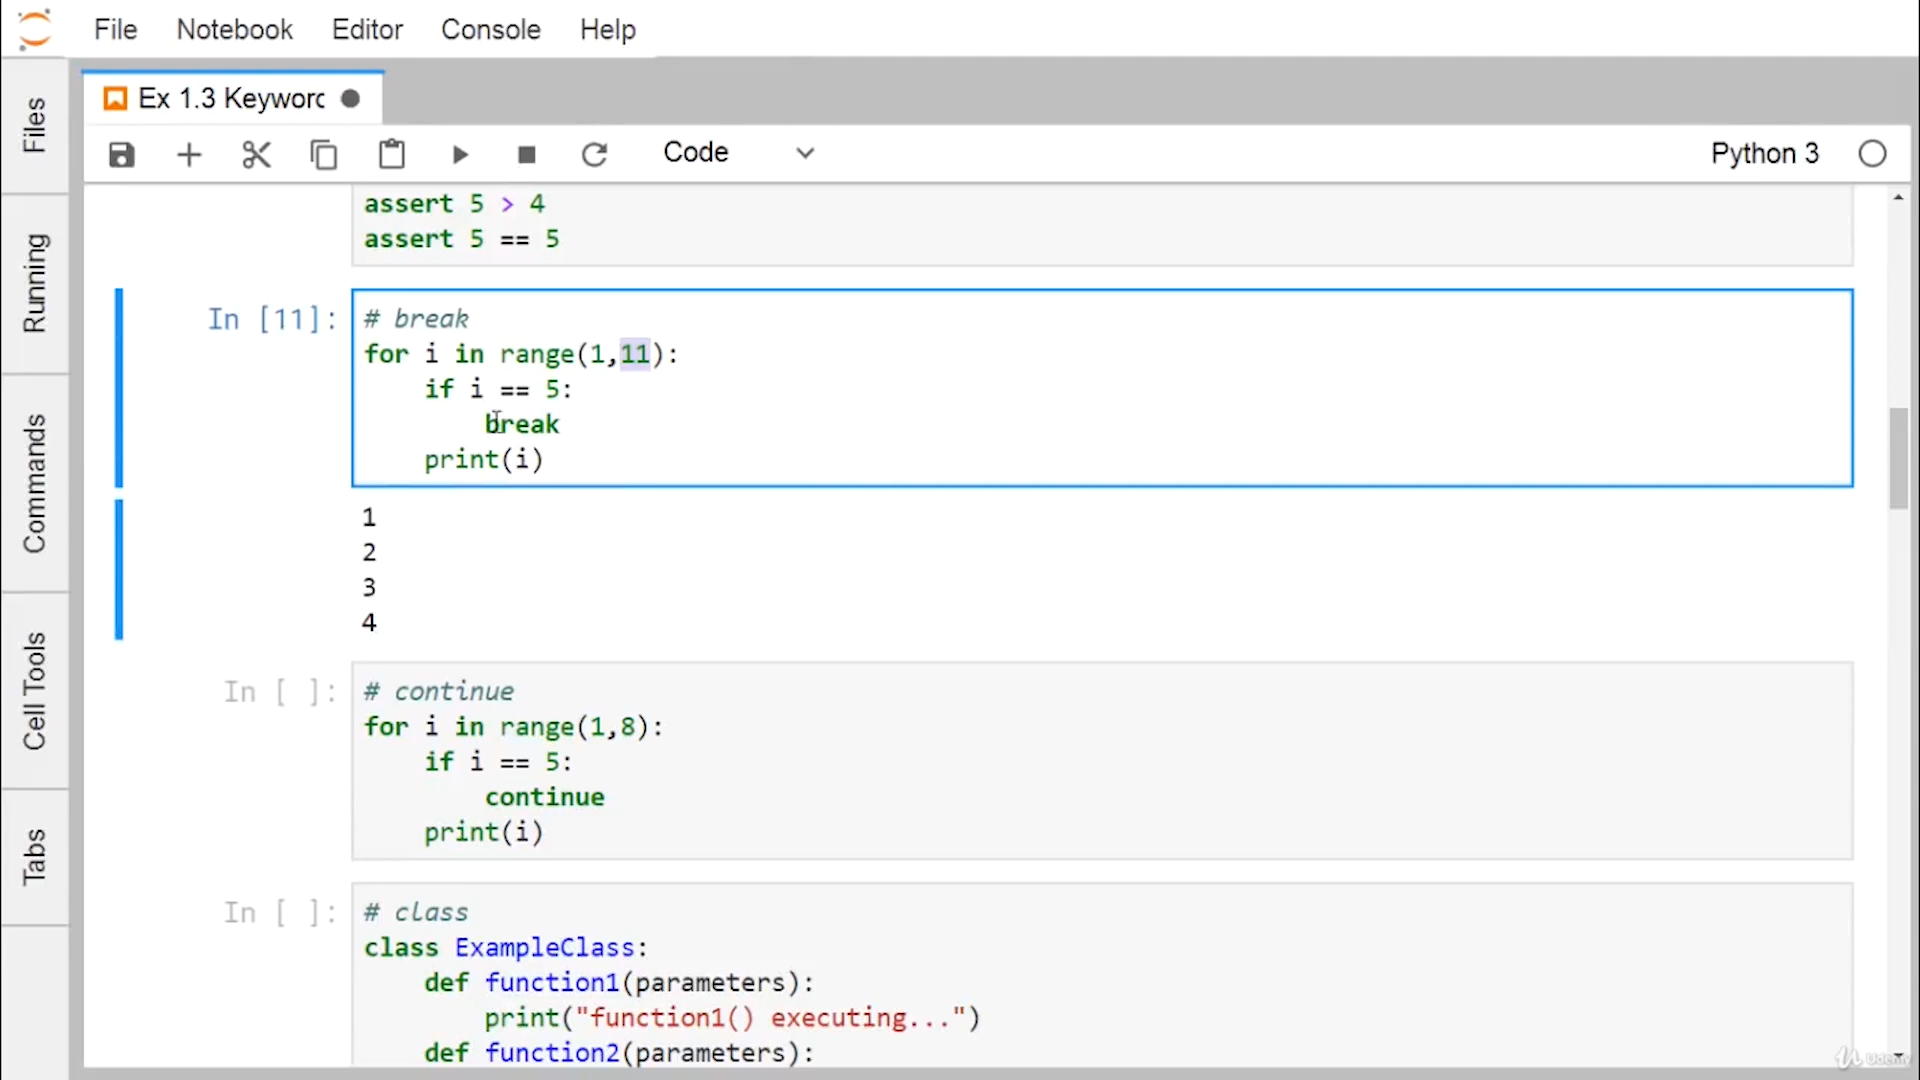 File Notebook Editor Console Help
Ex 1.3 Keyword
Code
Python 3
Files
Running
Commands
Cell Tools
Tabs
assert 5 > 4
assert 5 == 5
In [11]:
# break
for i in range(1,11):
    if i == 5:
        break
    print(i)
1
2
3
4
In [ ]:
# continue
for i in range(1,8):
    if i == 5:
        continue
    print(i)
In [ ]:
# class
class ExampleClass:
    def function1(parameters):
        print("function1() executing...")
    def function2(parameters):
Udemy